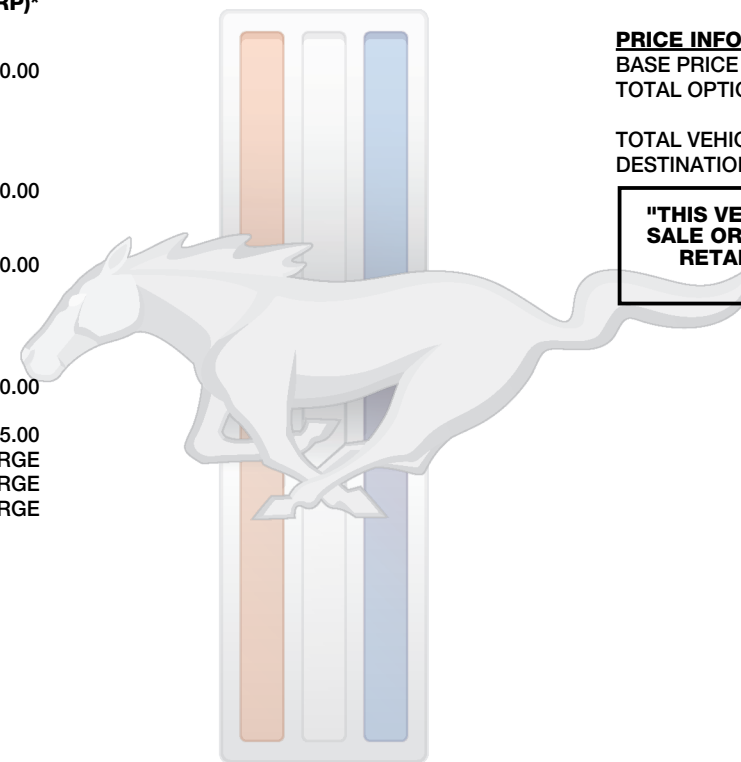 RP)*
0.00
0.00
0.00
0.00
5.00
RGE
RGE
RGE
PRICE INFO
BASE PRICE
TOTAL OPTIO
TOTAL VEHIC
DESTINATION
"THIS VE
SALE OR
RETAI